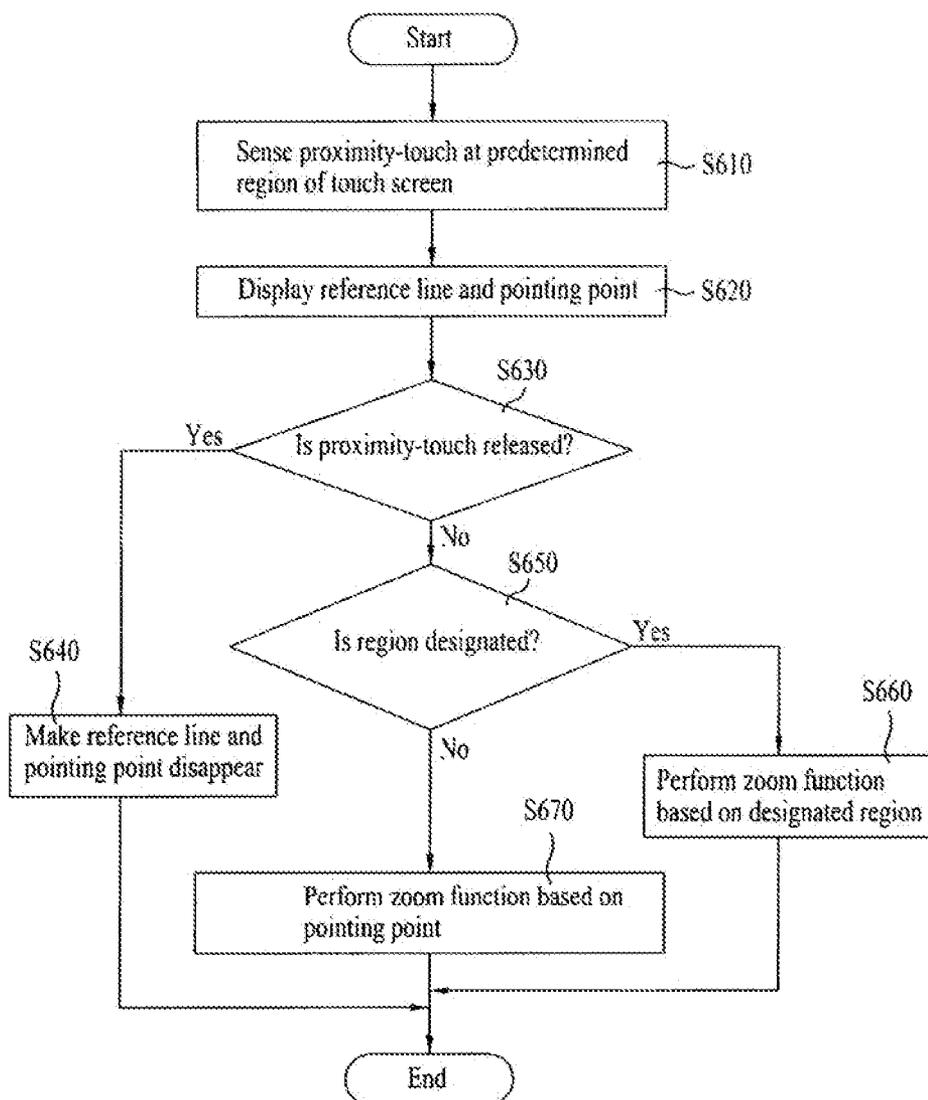 Start
Sense proximity-touch at predetermined
region of touch screen
S610
Display reference line and pointing point
S620
S630
Is proximity-touch released?
Yes
No
S650
Is region designated?
Yes
No
S640
Make reference line and
pointing point disappear
S660
Perform zoom function
based on designated region
S670
Perform zoom function based on
pointing point
End